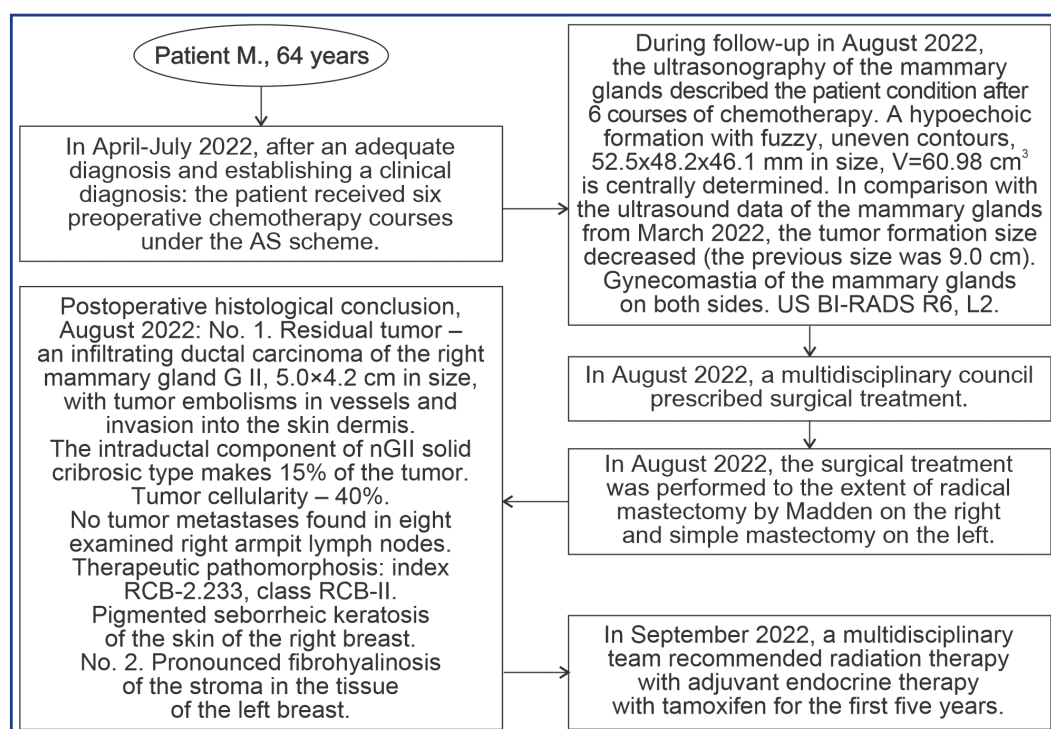 Patient M., 64 years
In April-July 2022, after an adequate
diagnosis and establishing a clinical
diagnosis: the patient received six
preoperative chemotherapy courses
under the AS scheme.
During follow-up in August 2022,
the ultrasonography of the mammary
glands described the patient condition after
6 courses of chemotherapy. A hypoechoic
formation with fuzzy, uneven contours,
52.5x48.2x46.1 mm in size, V=60.98 cm³
is centrally determined. In comparison with
the ultrasound data of the mammary glands
from March 2022, the tumor formation size
decreased (the previous size was 9.0 cm).
Gynecomastia of the mammary glands
on both sides. US BI-RADS R6, L2.
In August 2022, a multidisciplinary council
prescribed surgical treatment.
In August 2022, the surgical treatment
was performed to the extent of radical
mastectomy by Madden on the right
and simple mastectomy on the left.
Postoperative histological conclusion,
August 2022: No. 1. Residual tumor –
an infiltrating ductal carcinoma of the right
mammary gland G II, 5.0×4.2 cm in size,
with tumor embolisms in vessels and
invasion into the skin dermis.
The intraductal component of nGII solid
cribrosic type makes 15% of the tumor.
Tumor cellularity – 40%.
No tumor metastases found in eight
examined right armpit lymph nodes.
Therapeutic pathomorphosis: index
RCB-2.233, class RCB-II.
Pigmented seborrheic keratosis
of the skin of the right breast.
No. 2. Pronounced fibrohyalinosis
of the stroma in the tissue
of the left breast.
In September 2022, a multidisciplinary
team recommended radiation therapy
with adjuvant endocrine therapy
with tamoxifen for the first five years.